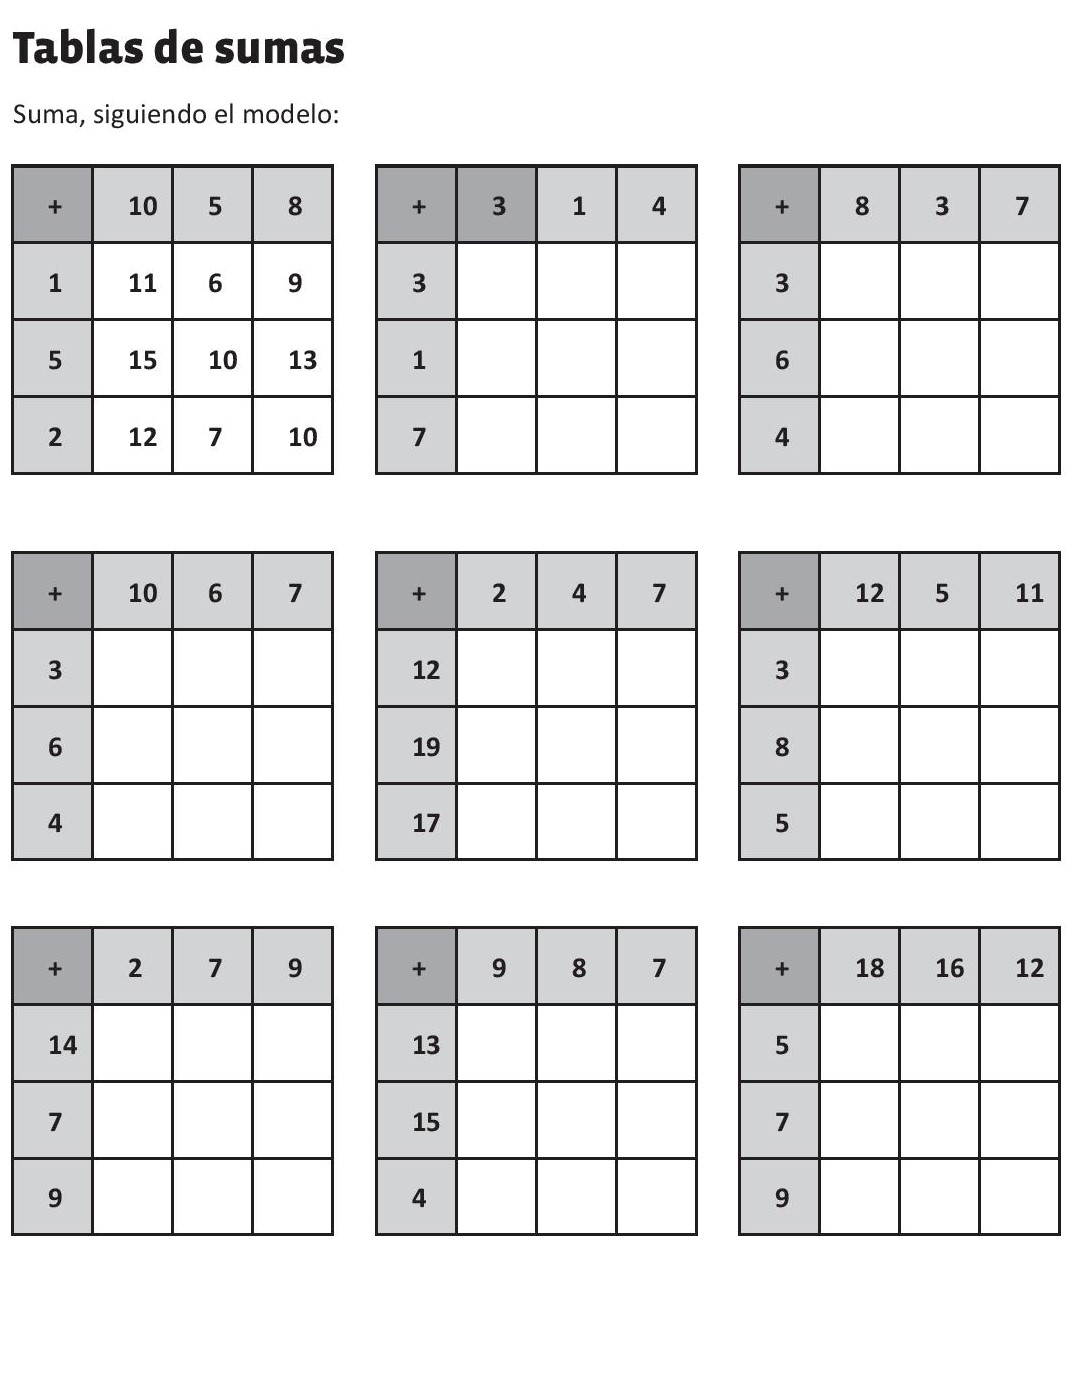 Tablas de sumas
Suma, siguiendo el modelo:
+ 10 5 8
1 11 6 9
5 15 10 13
2 12 7 10
+ 3 1 4
3
1
7
+ 8 3 7
3
6
4
+ 10 6 7
3
6
4
+ 2 4 7
12
19
17
+ 12 5 11
3
8
5
+ 2 7 9
14
7
9
+ 9 8 7
13
15
4
+ 18 16 12
5
7
9